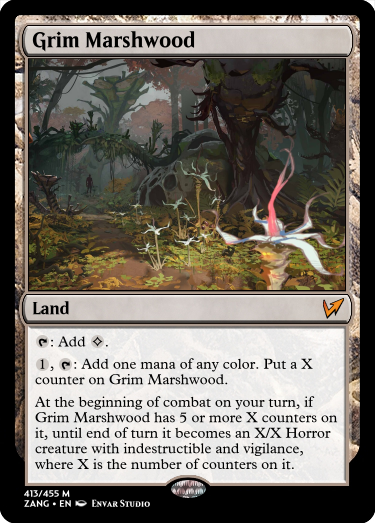 Grim Marshwood
Land
: Add .
1, : Add one mana of any color. Put a X
counter on Grim Marshwood.
At the beginning of combat on your turn, if
Grim Marshwood has 5 or more X counters on
it, until end of turn it becomes an X/X Horror
creature with indestructible and vigilance,
where X is the number of counters on it.
413/455 M
ZANG • EN ENVAR STUDIO